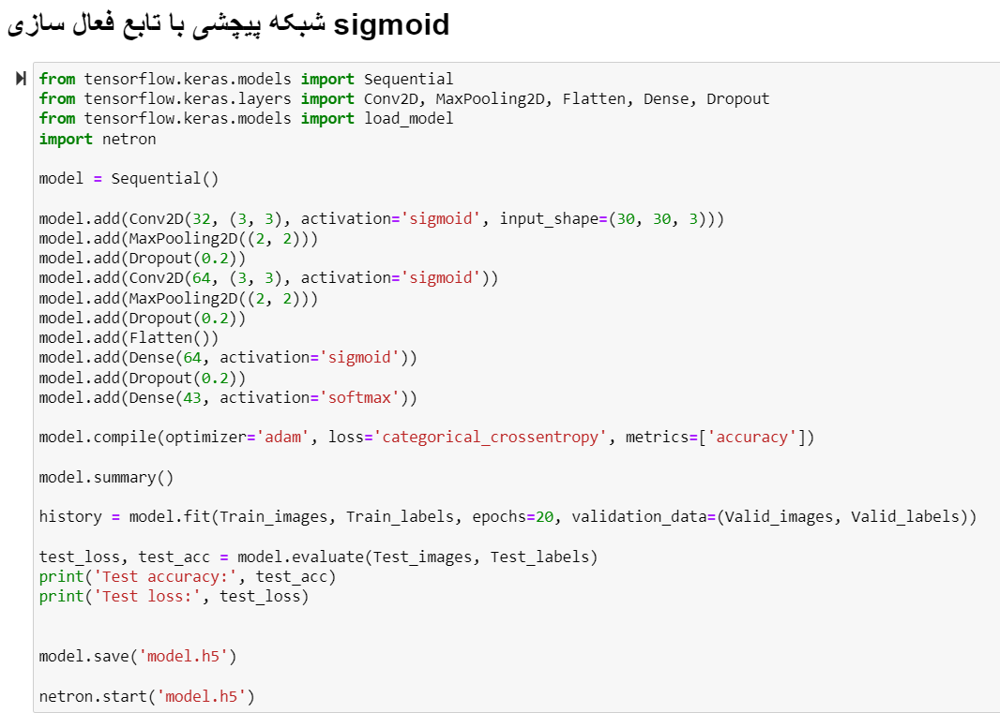 شبکه پیچشی با تابع فعال سازی sigmoid
from tensorflow.keras.models import Sequential
from tensorflow.keras.layers import Conv2D, MaxPooling2D, Flatten, Dense, Dropout
from tensorflow.keras.models import load_model
import netron
model = Sequential()
model.add(Conv2D(32, (3, 3), activation='sigmoid', input_shape=(30, 30, 3)))
model.add(MaxPooling2D((2, 2)))
model.add(Dropout(0.2))
model.add(Conv2D(64, (3, 3), activation='sigmoid'))
model.add(MaxPooling2D((2, 2)))
model.add(Dropout(0.2))
model.add(Flatten())
model.add(Dense(64, activation='sigmoid'))
model.add(Dropout(0.2))
model.add(Dense(43, activation='softmax'))
model.compile(optimizer='adam', loss='categorical_crossentropy', metrics=['accuracy'])
model.summary()
history = model.fit(Train_images, Train_labels, epochs=20, validation_data=(Valid_images, Valid_labels))
test_loss, test_acc = model.evaluate(Test_images, Test_labels)
print('Test accuracy:', test_acc)
print('Test loss:', test_loss)
model.save('model.h5')
netron.start('model.h5')